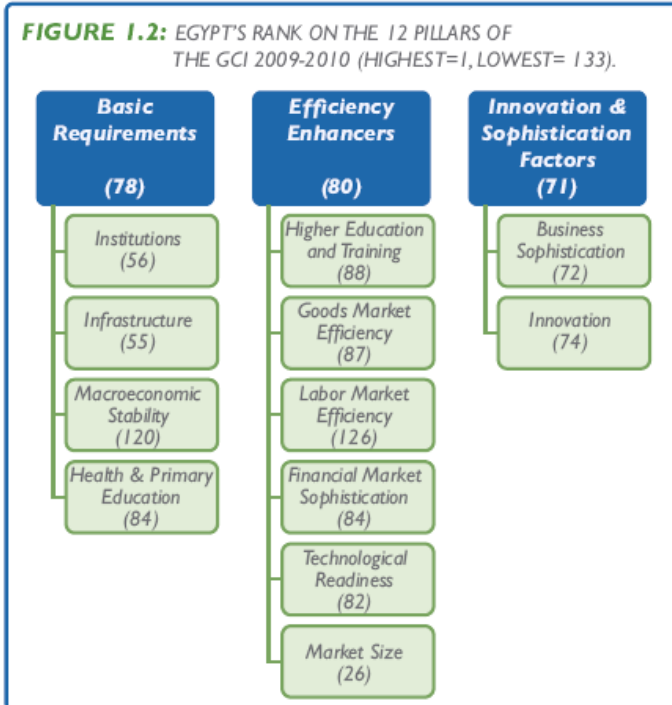 FIGURE 1.2: EGYPT'S RANK ON THE 12 PILLARS OF
THE GCI 2009-2010 (HIGHEST=1, LOWEST= 133).
Basic
Requirements
(78)
Institutions
(56)
Infrastructure
(55)
Macroeconomic
Stability
(120)
Health & Primary
Education
(84)
Efficiency
Enhancers
(80)
Higher Education
and Training
(88)
Goods Market
Efficiency
(87)
Labor Market
Efficiency
(126)
Financial Market
Sophistication
(84)
Technological
Readiness
(82)
Market Size
(26)
Innovation &
Sophistication
Factors
(71)
Business
Sophistication
(72)
Innovation
(74)